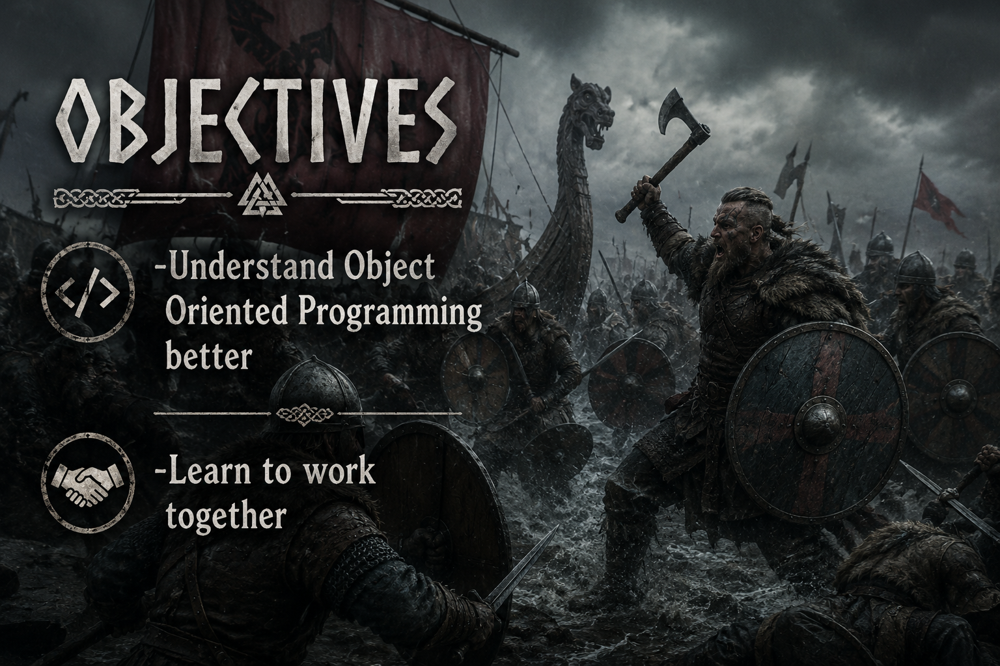 OBJECTIVES
-Understand Object
Oriented Programming
better
-Learn to work
together